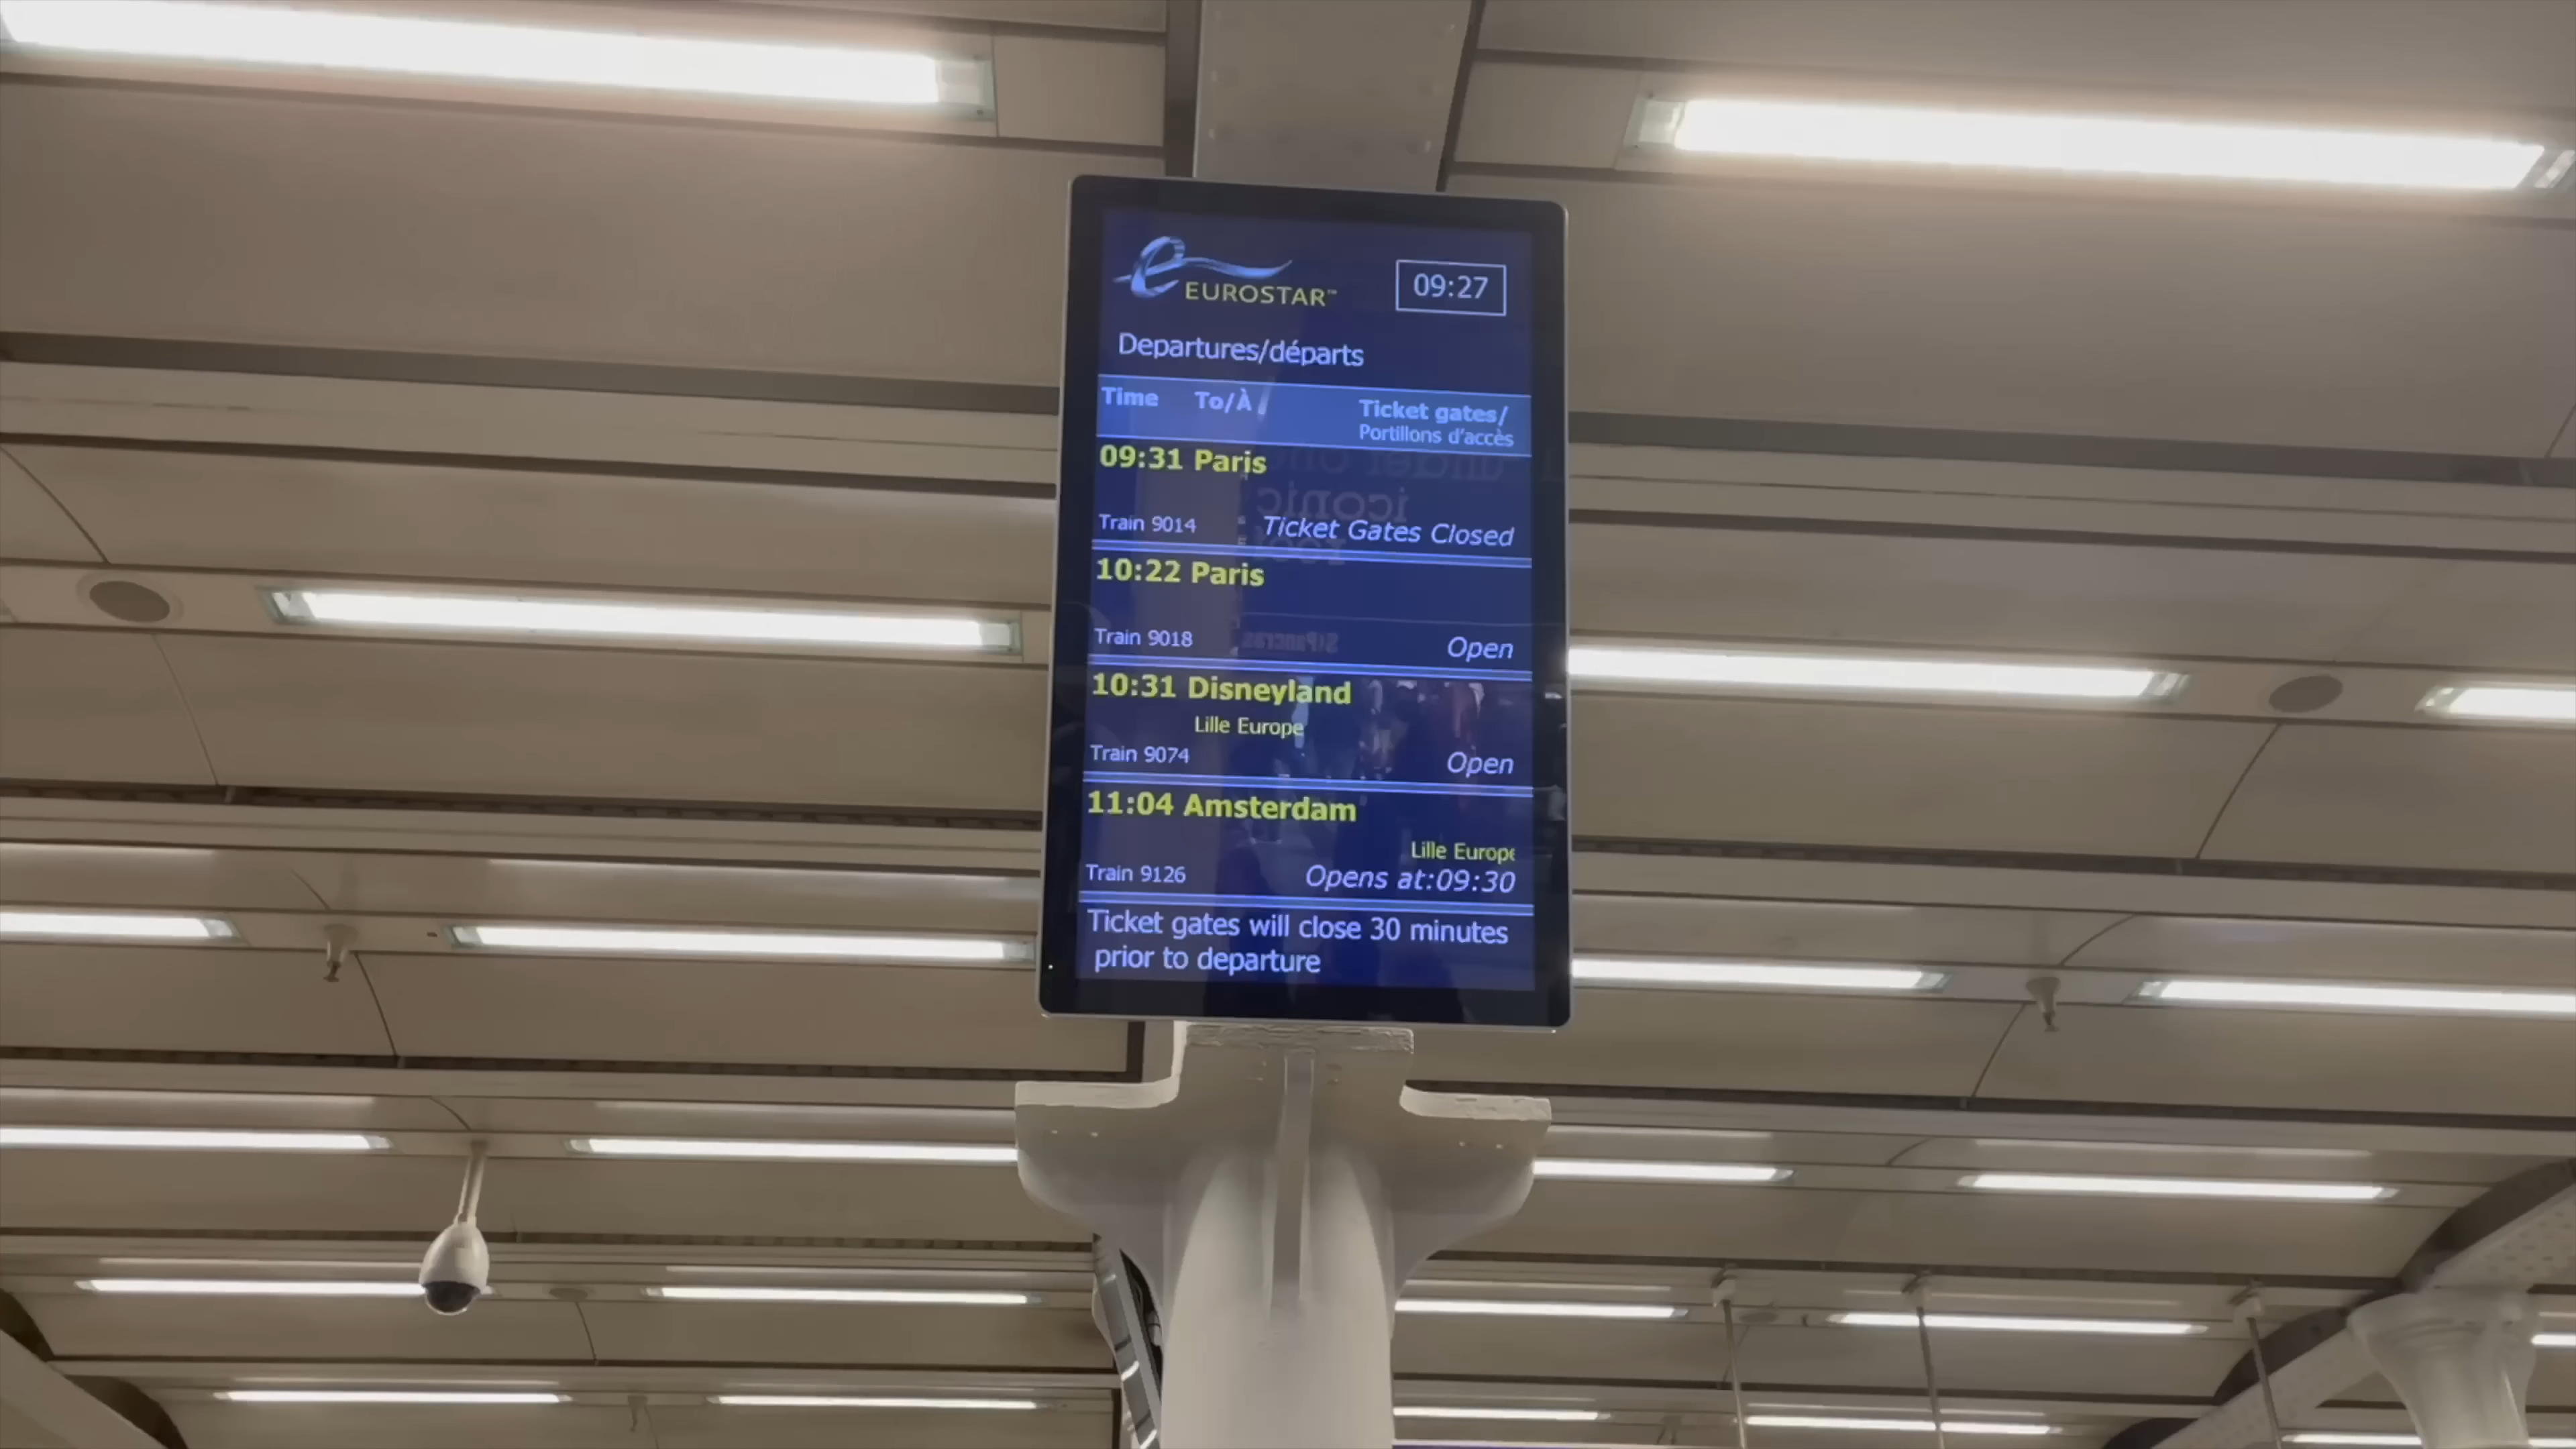 EUROSTAR™
09:27
Departures/départs
Time To/À Ticket gates/
Portillons d'accès
09:31 Paris
Train 9014 Ticket Gates Closed
10:22 Paris
Train 9018 Open
10:31 Disneyland
Lille Europe
Train 9074 Open
11:04 Amsterdam
Lille Europe
Train 9126 Opens at:09:30
Ticket gates will close 30 minutes
prior to departure